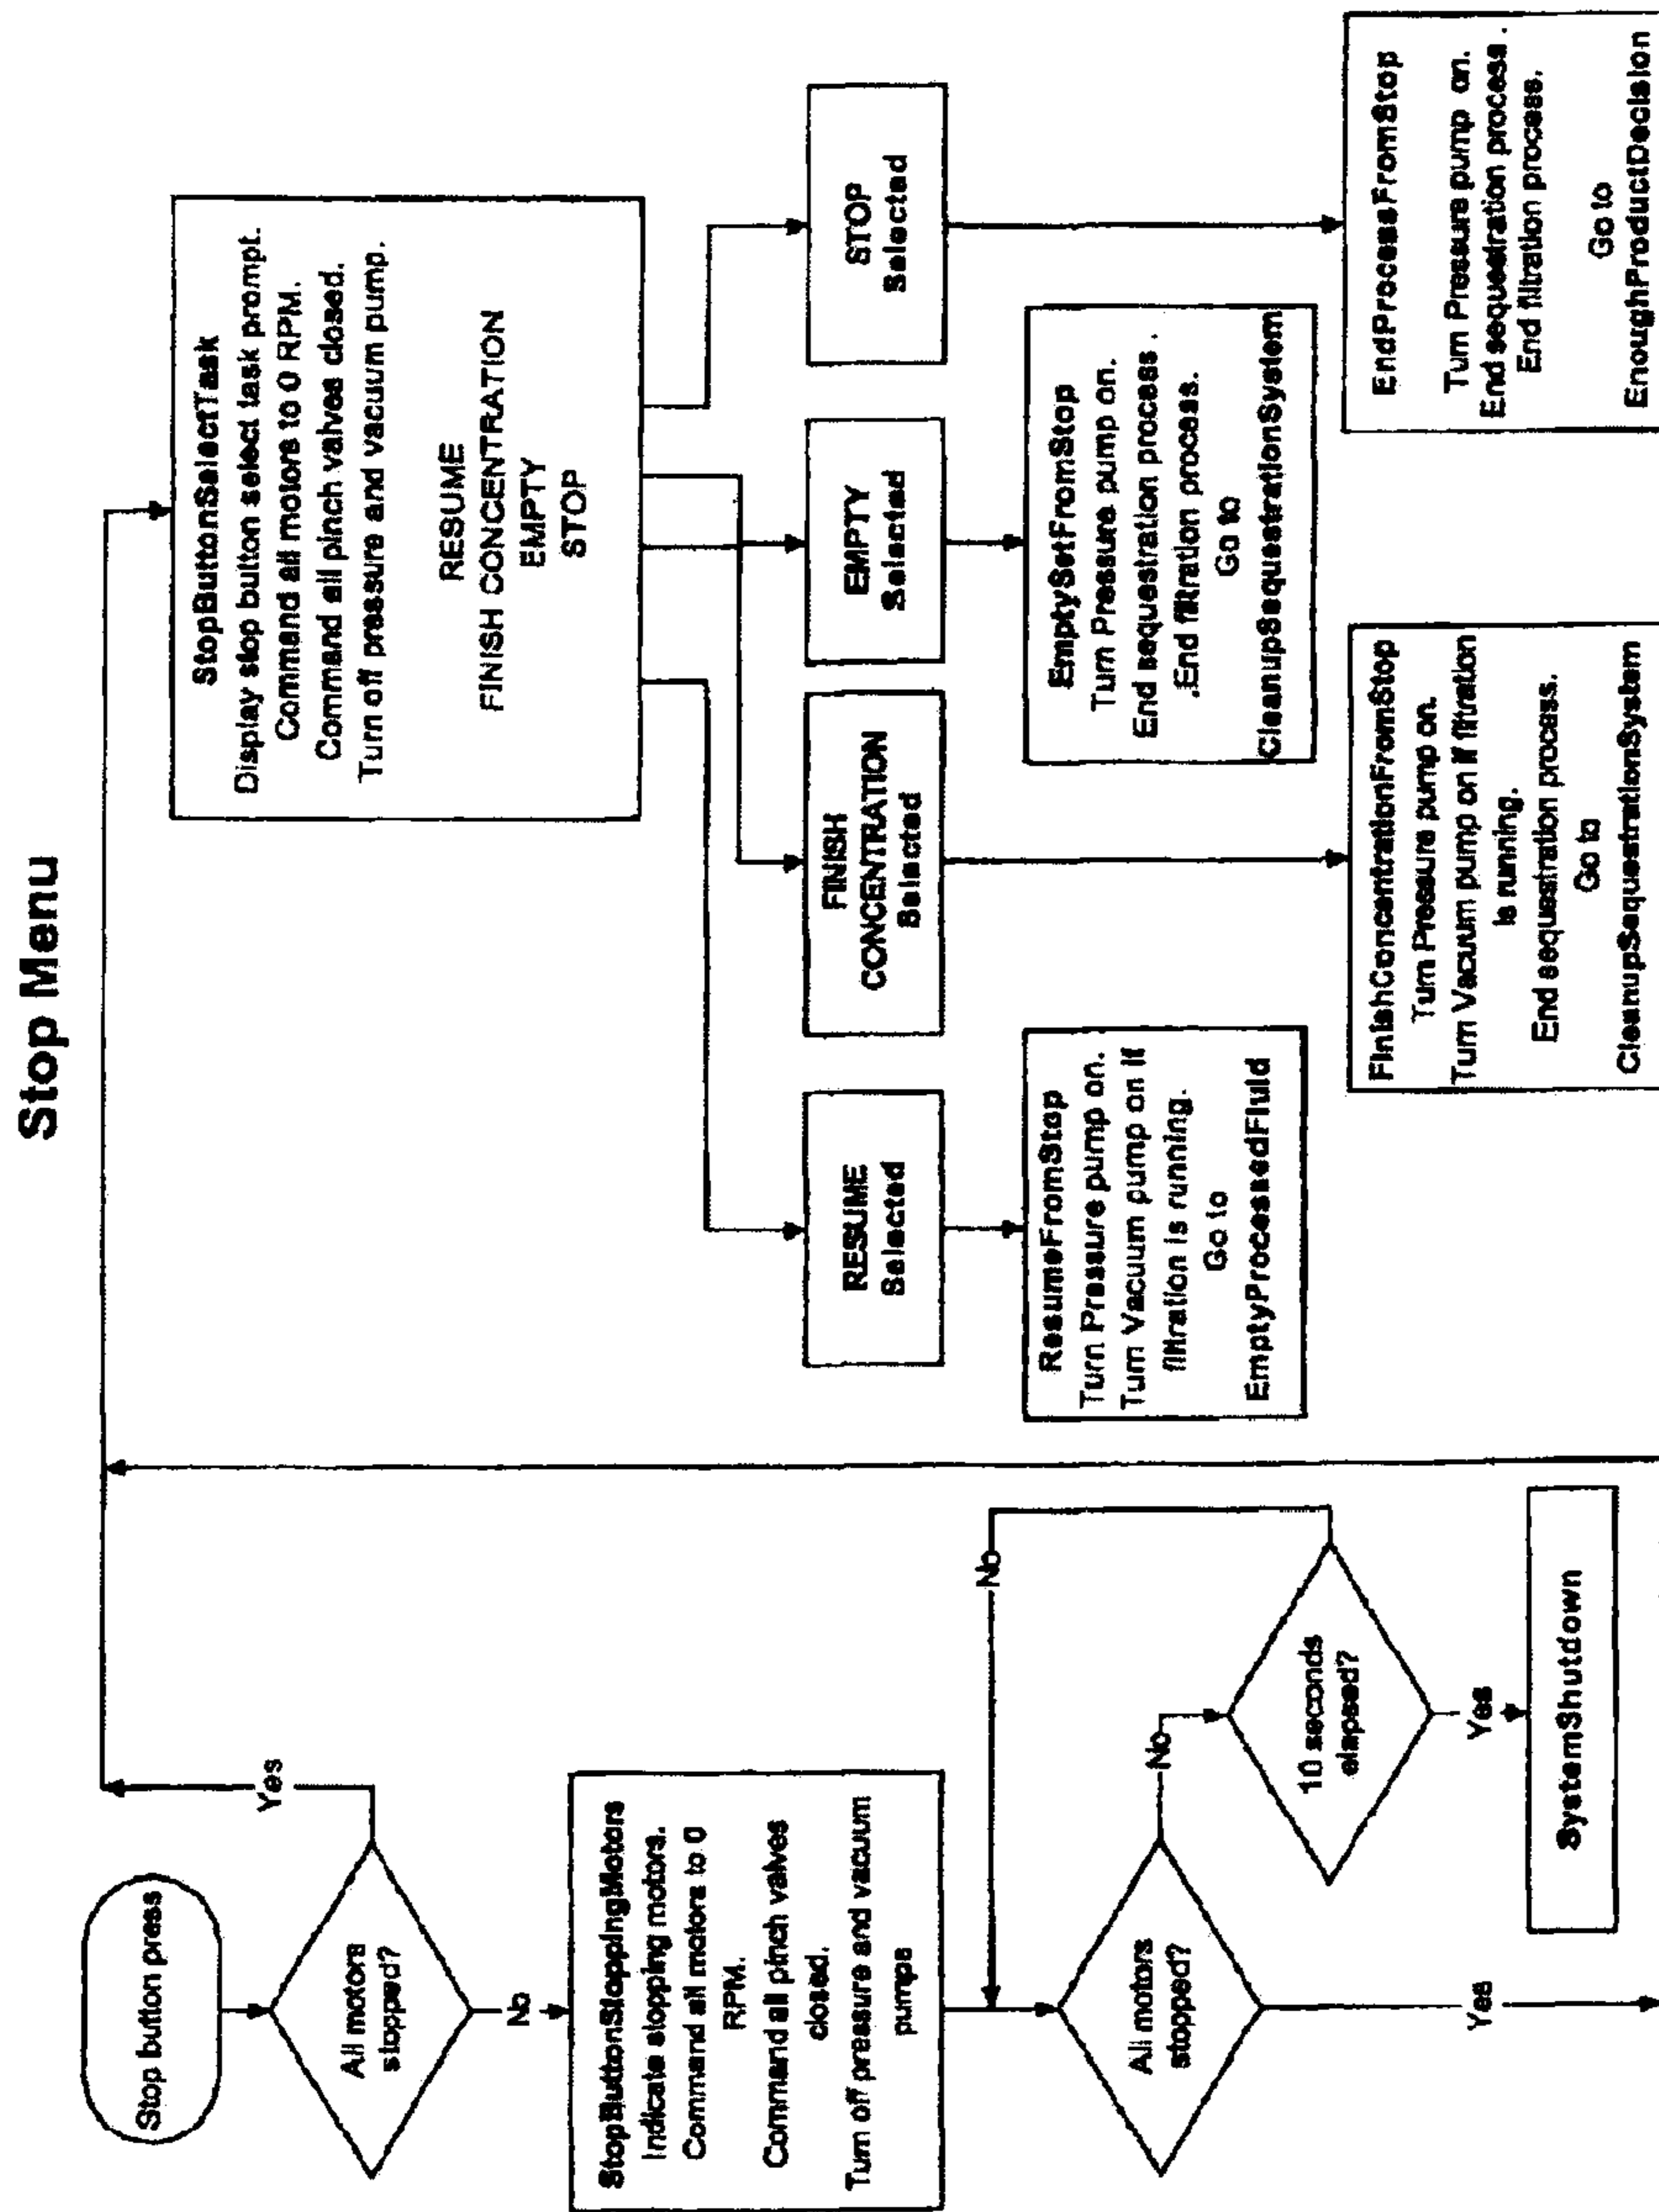 Stop Menu
Stop button press
All motors
stopped?
Yes
No
StopButtonStoppingMotors
Indicate stopping motors.
Command all motors to 0
RPM.
Command all pinch valves
closed.
Turn off pressure and vacuum
pumps
All motors
stopped?
No
10 seconds
elapsed?
No
Yes
SystemShutdown
Yes
StopButtonSelectTask
Display stop button select task prompt.
Command all motors to 0 RPM.
Command all pinch valves closed.
Turn off pressure and vacuum pump.
RESUME
FINISH CONCENTRATION
EMPTY
STOP
RESUME
Selected
FINISH
CONCENTRATION
Selected
EMPTY
Selected
STOP
Selected
ResumeFromStop
Turn Pressure pump on.
Turn Vacuum pump on if
filtration is running.
Go to
EmptyProcessedFluid
FinishConcentrationFromStop
Turn Pressure pump on.
Turn Vacuum pump on if filtration
is running.
End sequestration process.
Go to
CleanupSequestrationSystem
EmptySetFromStop
Turn Pressure pump on.
End sequestration process .
.End filtration process.
Go to
CleanupSequestrationSystem
EndProcessFromStop
Turn Pressure pump on.
End sequestration process .
End filtration process.
Go to
EnoughProductDecision